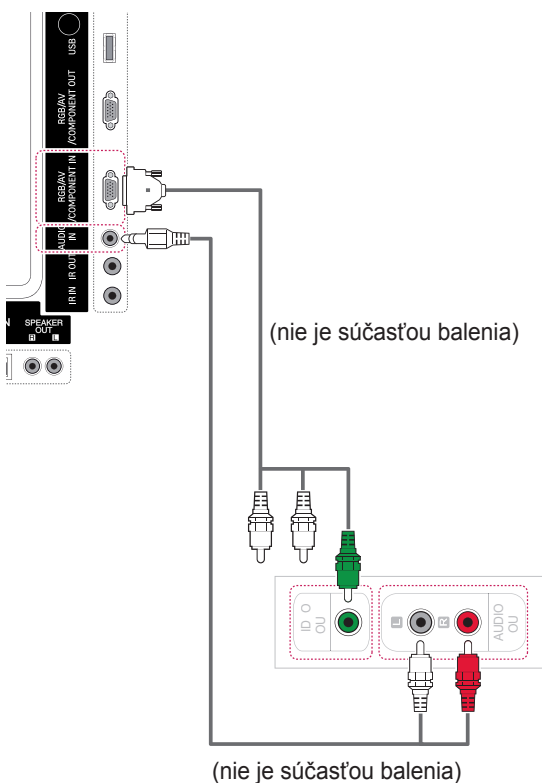 USB
RGB/AV
/COMPONENT OUT
RGB/AV
/COMPONENT IN
AUDIO
IN
IR OUT
IR IN
N
SPEAKER
OUT
R L
(nie je súčasťou balenia)
ID O
OU
L
R
AUDIO
OU
(nie je súčasťou balenia)